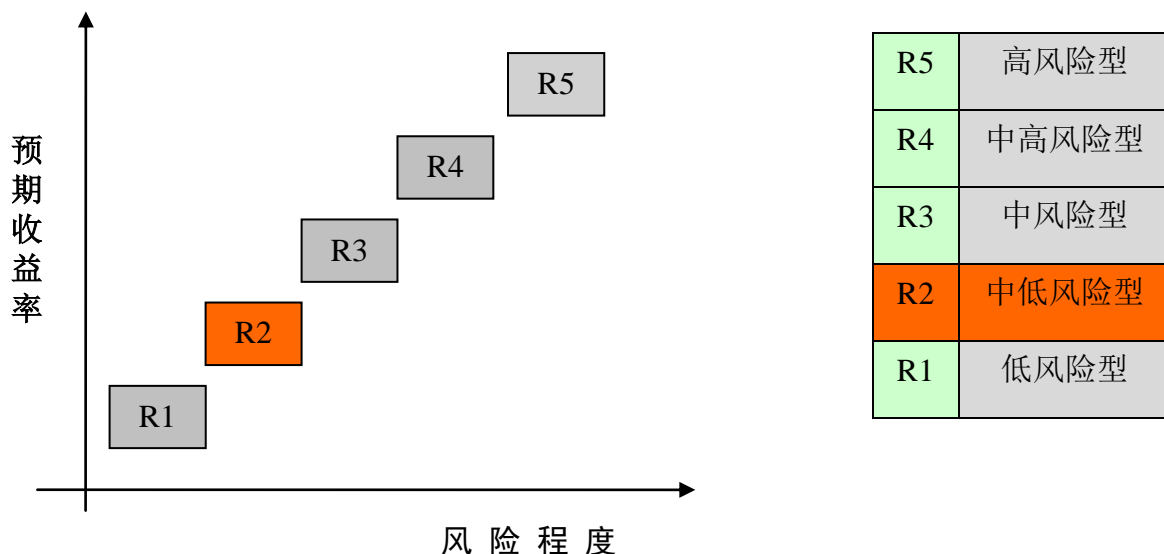 预期收益率
R5
R4
R3
R2
R1
风 险 程 度
R5 高风险型
R4 中高风险型
R3 中风险型
R2 中低风险型
R1 低风险型